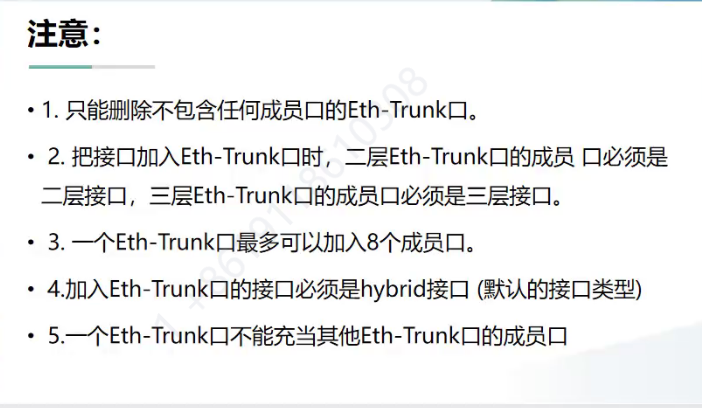 注意：
• 1. 只能删除不包含任何成员口的Eth-Trunk口。
• 2. 把接口加入Eth-Trunk口时，二层Eth-Trunk口的成员 口必须是
二层接口，三层Eth-Trunk口的成员口必须是三层接口。
• 3. 一个Eth-Trunk口最多可以加入8个成员口。
• 4.加入Eth-Trunk口的接口必须是hybrid接口 (默认的接口类型)
• 5.一个Eth-Trunk口不能充当其他Eth-Trunk口的成员口